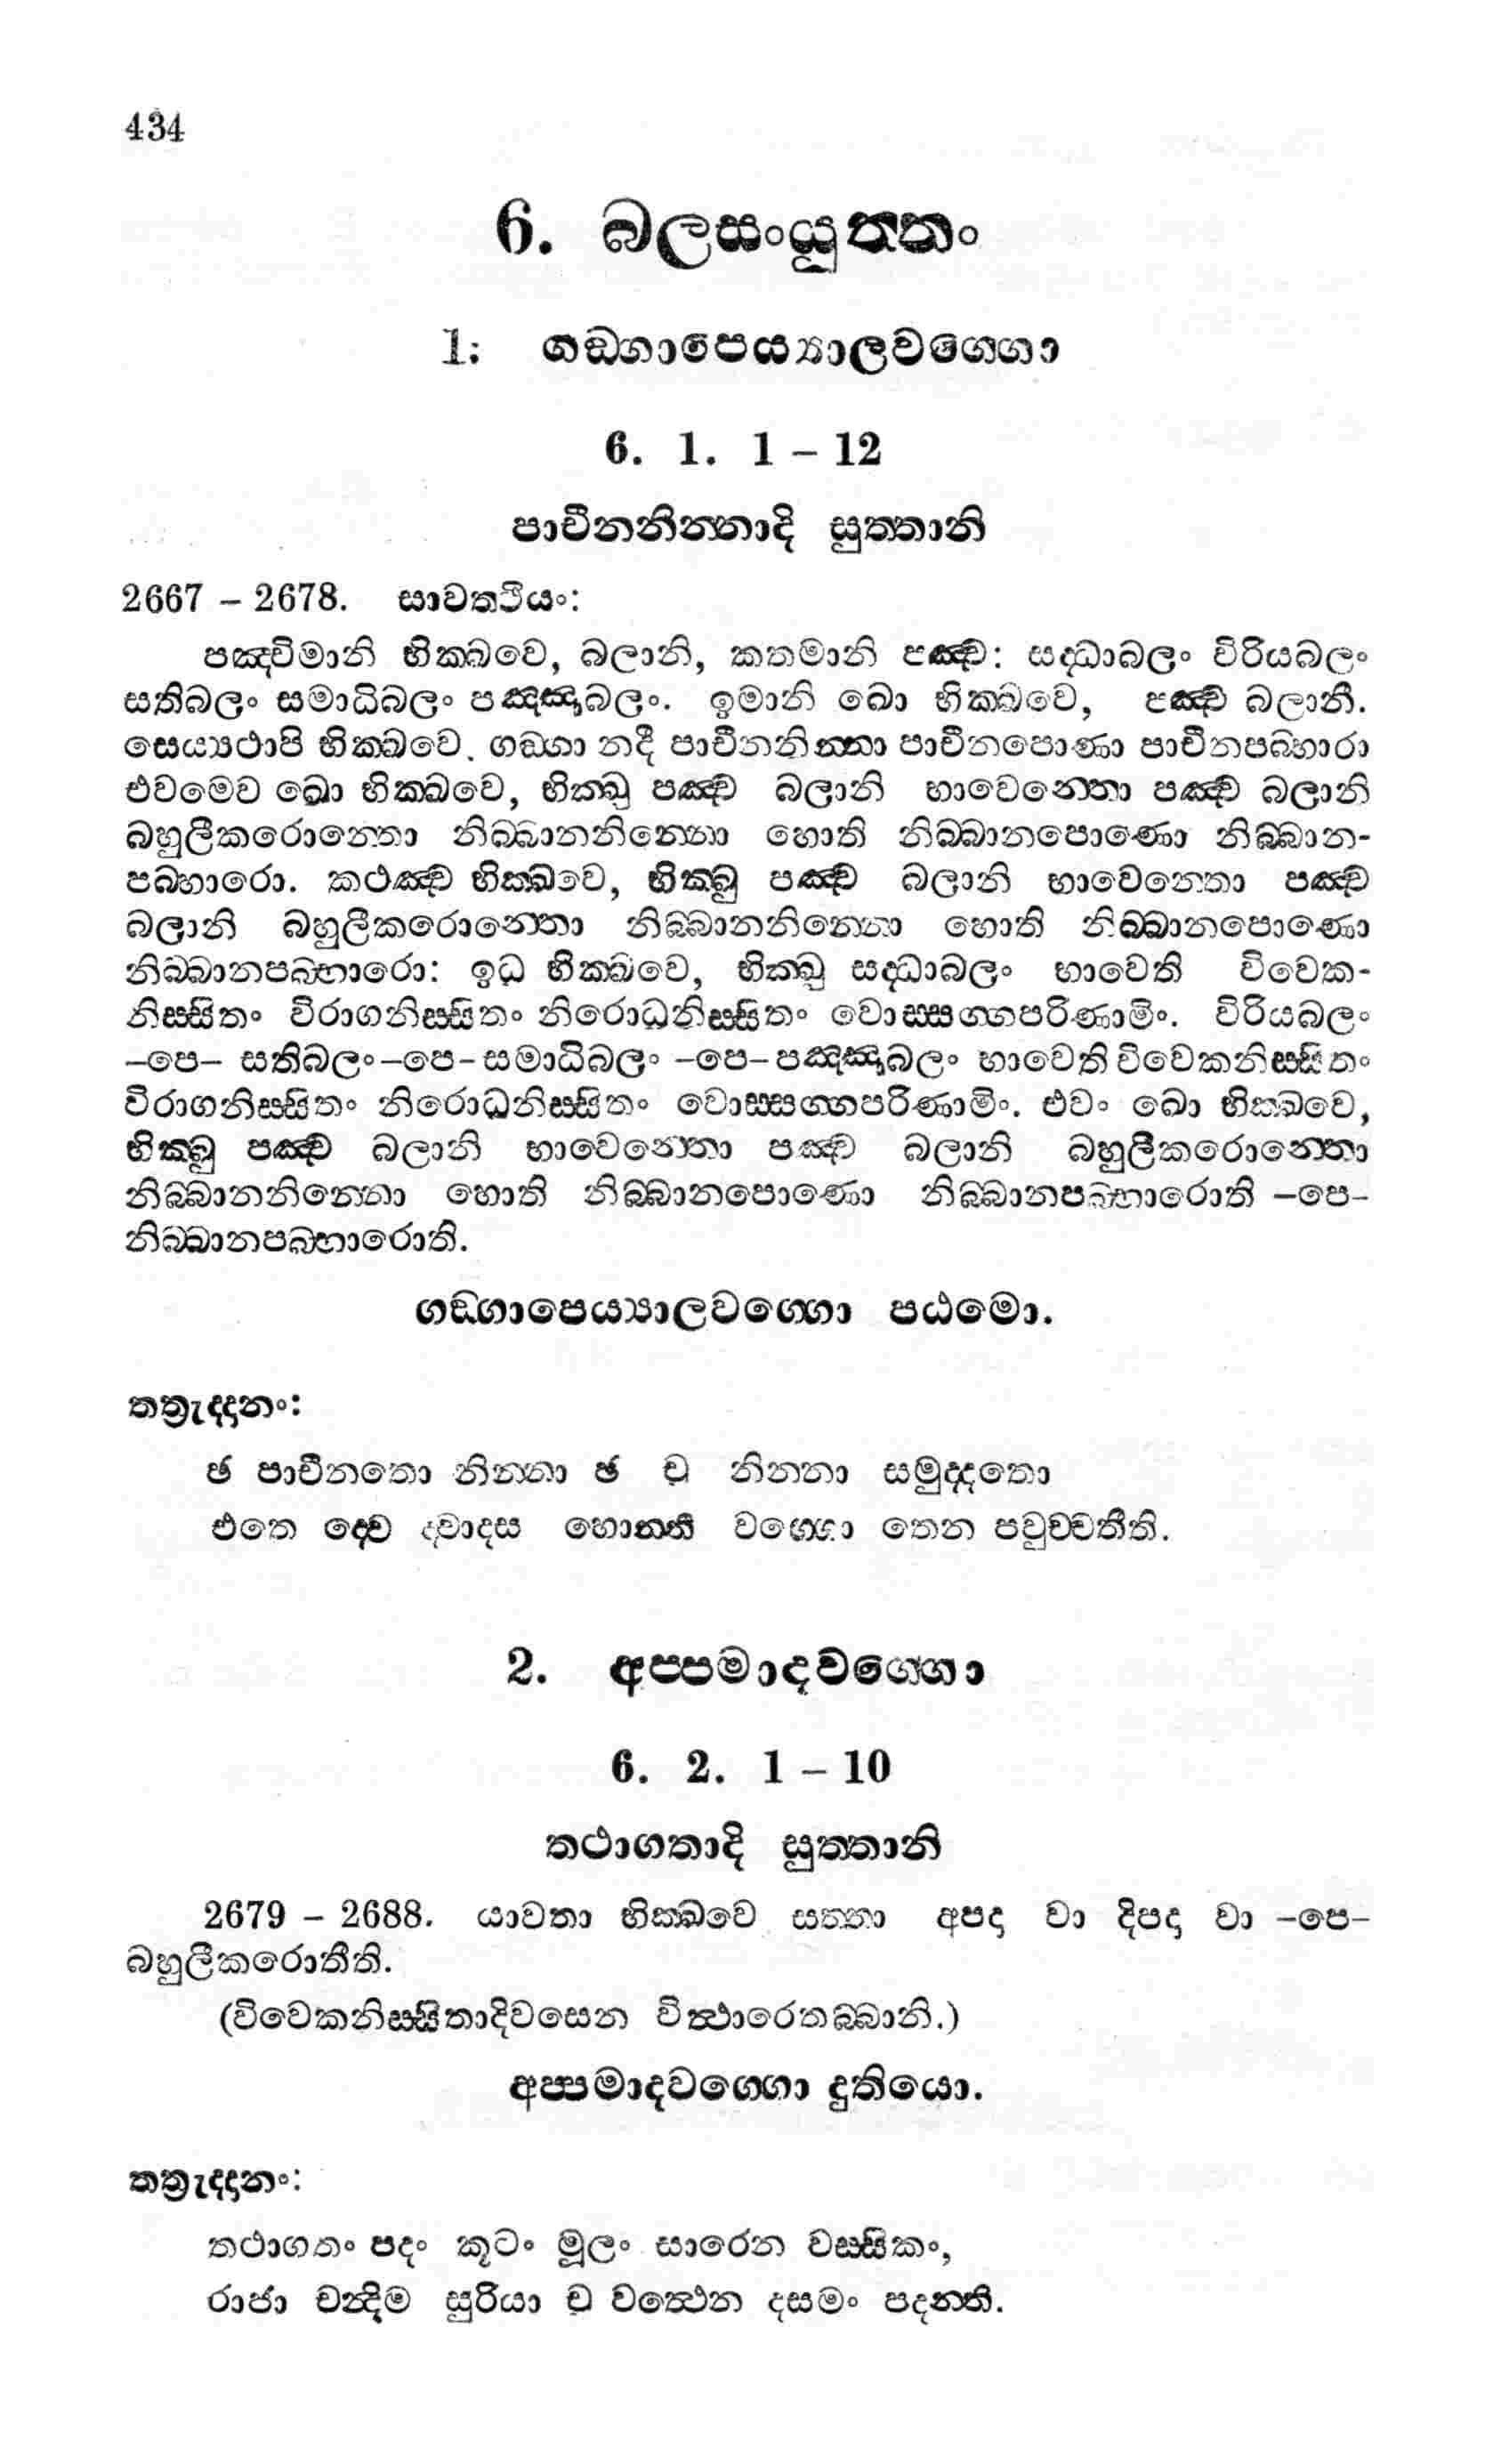 434
6. බලසංයුත්තං
1. ගඞ්ගාපෙය්‍යාලවග්ගො
6. 1. 1 – 12
පාචීනනින්නාදි සුත්තානි
2667 – 2678. සාවත්‍ථියං:
පඤ්චිමානි භික්ඛවෙ, බලානි, කතමානි පඤ්ච: සද්ධාබලං විරියබලං
සතිබලං සමාධිබලං පඤ්ඤාබලං. ඉමානි ඛො භික්ඛවෙ, පඤ්ච බලානී.
සෙය්‍යථාපි භික්ඛවෙ. ගඞ්ගා නදී පාචීනනින්නා පාචීනපොණා පාචීනපබ්භාරා
එවමෙව ඛො භික්ඛවෙ, භික්ඛු පඤ්ච බලානි භාවෙන්තො පඤ්ච බලානි
බහුලීකරොන්තො නිබ්බානනින්නො හොති නිබ්බානපොණො නිබ්බාන-
පබ්භාරො. කථඤ්ච භික්ඛවෙ, භික්ඛු පඤ්ච බලානි භාවෙන්තො පඤ්ච
බලානි බහුලීකරොන්තො නිබ්බානනින්නො හොති නිබ්බානපොණො
නිබ්බානපබ්භාරො: ඉධ භික්ඛවෙ, භික්ඛු සද්ධාබලං භාවෙති විවෙක-
නිස්සිතං විරාගනිස්සිතං නිරොධනිස්සිතං වොස්සග්ගපරිණාමිං. විරියබලං
–පෙ– සතිබලං–පෙ–සමාධිබලං –පෙ–පඤ්ඤාබලං භාවෙති විවෙකනිස්සිතං
විරාගනිස්සිතං නිරොධනිස්සිතං වොස්සග්ගපරිණාමිං. එවං ඛො භික්ඛවෙ,
භික්ඛු පඤ්ච බලානි භාවෙන්තො පඤ්ච බලානි බහුලීකරොන්තො
නිබ්බානනින්නො හොති නිබ්බානපොණො නිබ්බානපබ්භාරොති –පෙ–
නිබ්බානපබ්භාරොති.
ගඞ්ගාපෙය්‍යාලවග්ගො පඨමො.
තත්‍රුද්දානං:
ඡ පාචීනතො නින්නා ඡ ච නින්නා සමුද්දතො
එතෙ ද්වෙ ද්වාදස හොන්ති වග්ගො තෙන පවුච්චතීති.
2. අප්පමාදවග්ගො
6. 2. 1 – 10
තථාගතාදි සුත්තානි
2679 – 2688. යාවතා භික්ඛවෙ සත්තා අපදා වා දිපදා වා –පෙ–
බහුලීකරොතීති.
(විවෙකනිස්සිතාදිවසෙන විත්‍ථාරෙතබ්බානි.)
අප්පමාදවග්ගො දුතියො.
තත්‍රුද්දානං:
තථාගතං පදං කූටං මූලං සාරෙන වස්සිකං,
රාජා චන්දිම සුරියා ච වත්‍ථෙන දසමං පදන්ති.